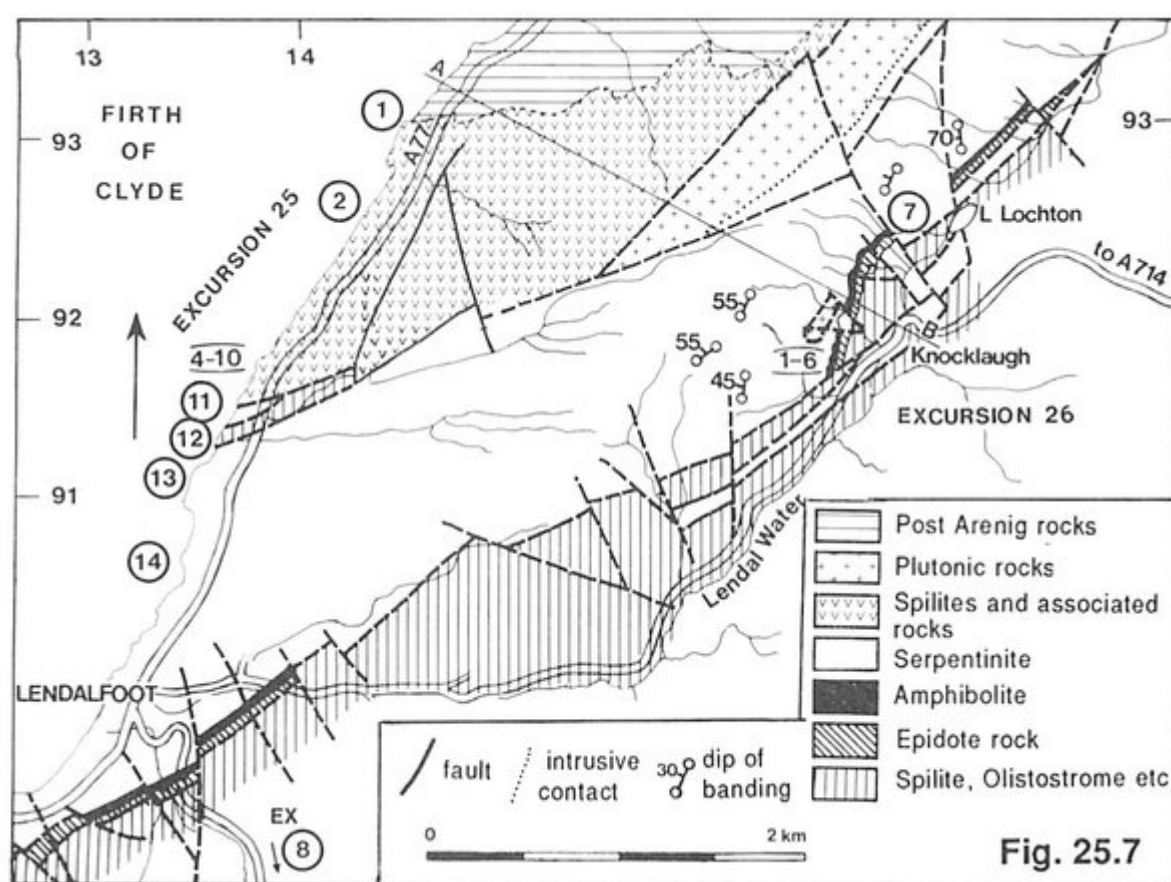 13
14
A
FIRTH
OF
CLYDE
93
1
A77
93
2
70
EXCURSION 25
7
L Lochton
to A714
92
55
B
4-10
55
1-6
Knocklaugh
45
11
EXCURSION 26
12
13
91
Lendal Water
14
Post Arenig rocks
Plutonic rocks
Spilites and associated
rocks
Serpentinite
LENDALFOOT
Amphibolite
Epidote rock
Spilite, Olistostrome etc
fault
intrusive
contact
30
dip of
banding
EX
8
0
2 km
Fig. 25.7